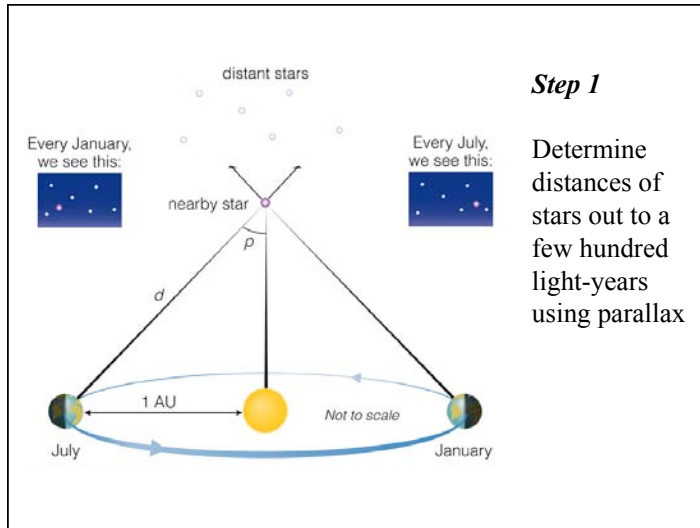 distant stars
Every January,
we see this:
Every July,
we see this:
nearby star
p
d
1 AU
Not to scale
July
January
Step 1
Determine
distances of
stars out to a
few hundred
light-years
using parallax